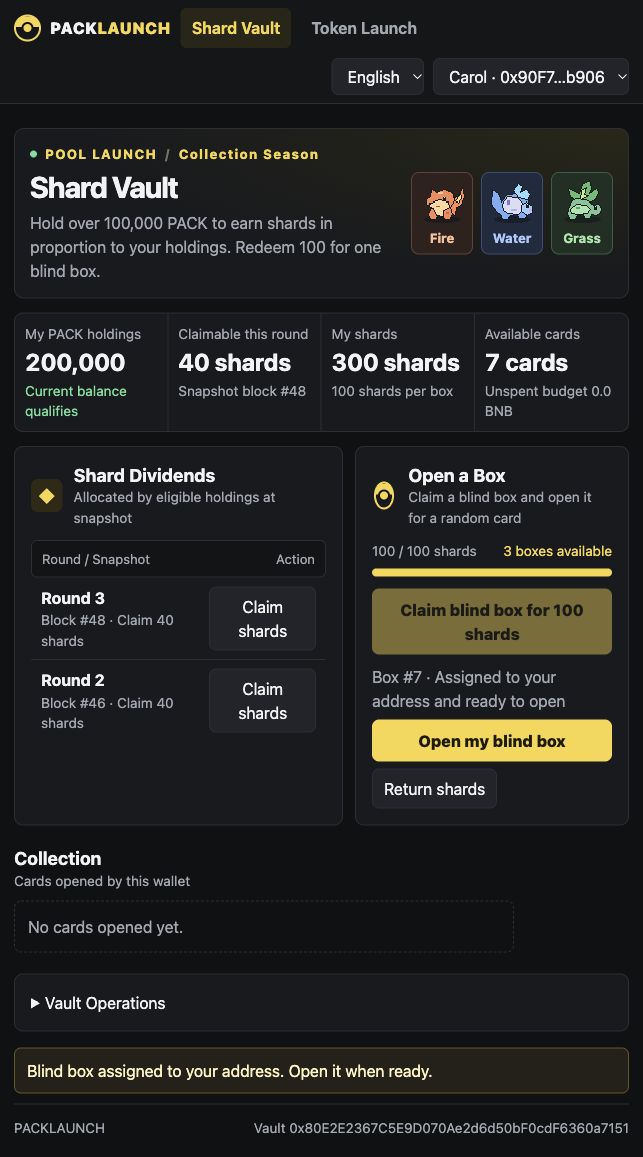 PACKLAUNCH
Shard Vault
Token Launch
English
Carol · 0x90F7...b906
POOL LAUNCH / Collection Season
Shard Vault
Hold over 100,000 PACK to earn shards in
proportion to your holdings. Redeem 100 for one
blind box.
Fire
Water
Grass
My PACK holdings
200,000
Current balance
qualifies
Claimable this round
40 shards
Snapshot block #48
My shards
300 shards
100 shards per box
Available cards
7 cards
Unspent budget 0.0
BNB
Shard Dividends
Allocated by eligible holdings at
snapshot
Round / Snapshot
Action
Round 3
Block #48 · Claim 40
shards
Claim
shards
Round 2
Block #46 · Claim 40
shards
Claim
shards
Open a Box
Claim a blind box and open it
for a random card
100 / 100 shards
3 boxes available
Claim blind box for 100
shards
Box #7 · Assigned to your
address and ready to open
Open my blind box
Return shards
Collection
Cards opened by this wallet
No cards opened yet.
Vault Operations
Blind box assigned to your address. Open it when ready.
PACKLAUNCH
Vault 0x80E2E2367C5E9D070Ae2d6d50bF0cdF6360a7151